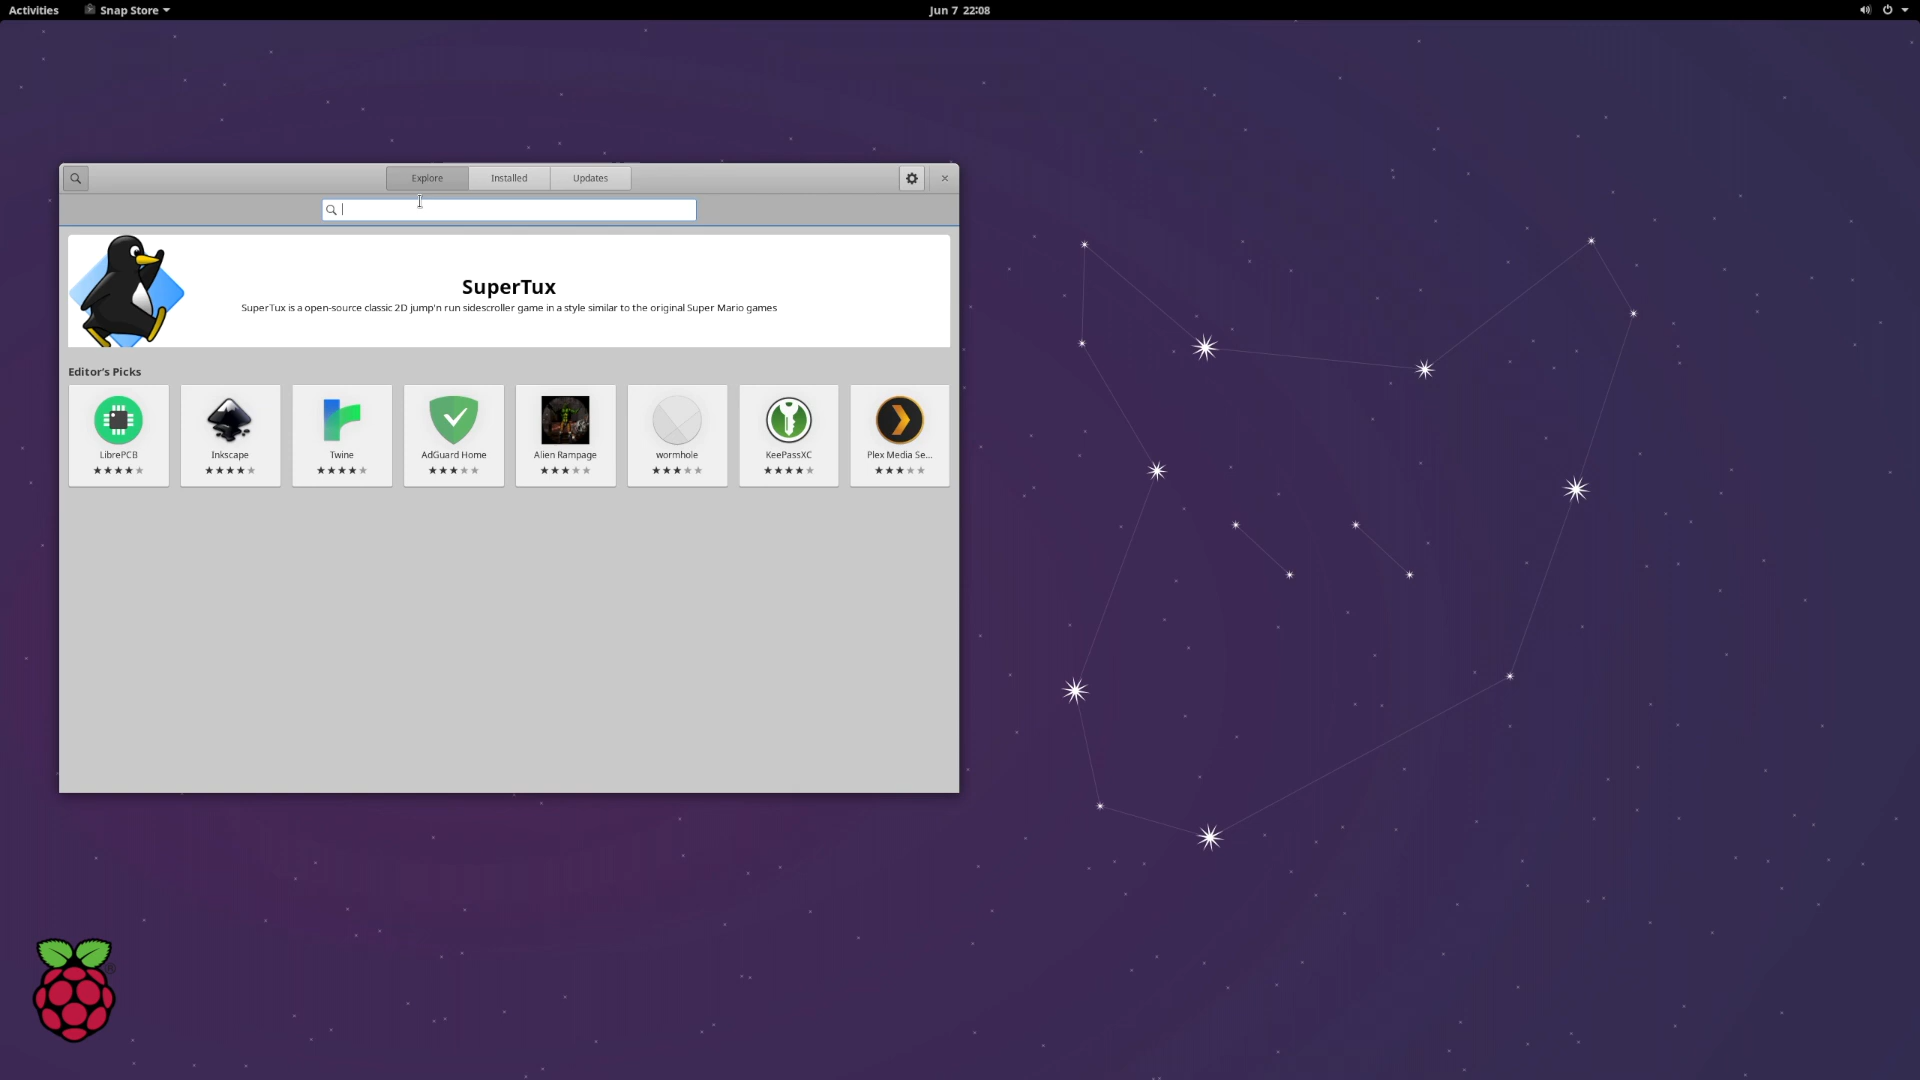 Activities
Snap Store
Jun 7 22:08
Explore
Installed
Updates
SuperTux
SuperTux is a open-source classic 2D jump'n run sidescroller game in a style similar to the original Super Mario games
Editor's Picks
LibrePCB
Inkscape
Twine
AdGuard Home
Alien Rampage
wormhole
KeePassXC
Plex Media Se...
®